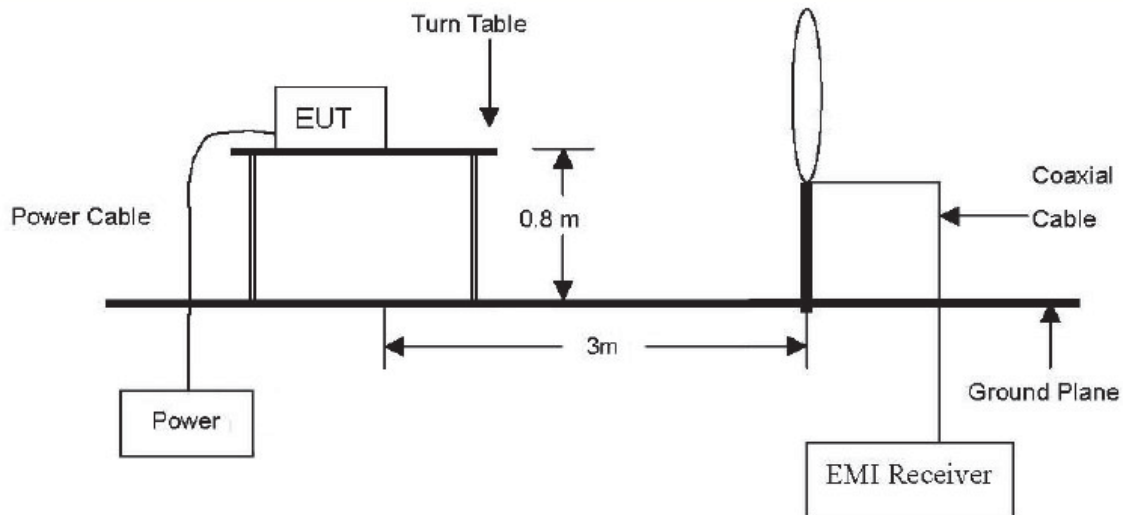 Turn Table
EUT
Coaxial
Cable
Power Cable
0.8 m
3m
Ground Plane
Power
EMI Receiver